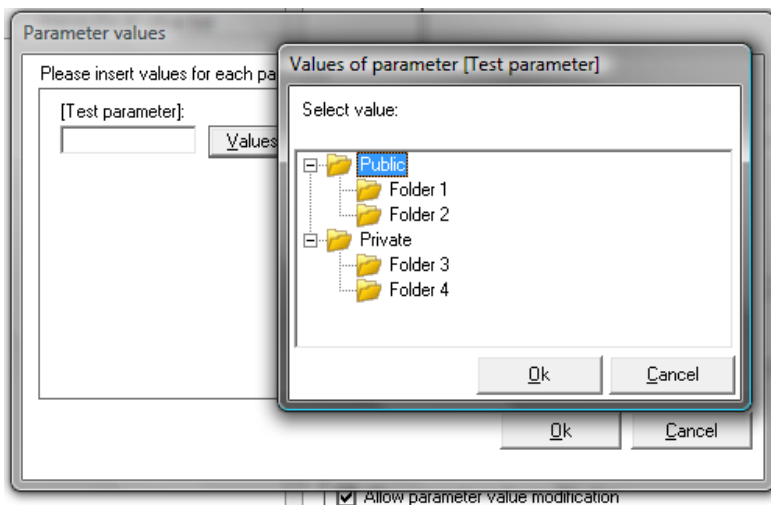 Parameter values
Please insert values for each pa
[Test parameter]:
Values
Values of parameter [Test parameter]
Select value:
Public
Folder 1
Folder 2
Private
Folder 3
Folder 4
Ok
Cancel
Ok
Cancel
Allow parameter value modification